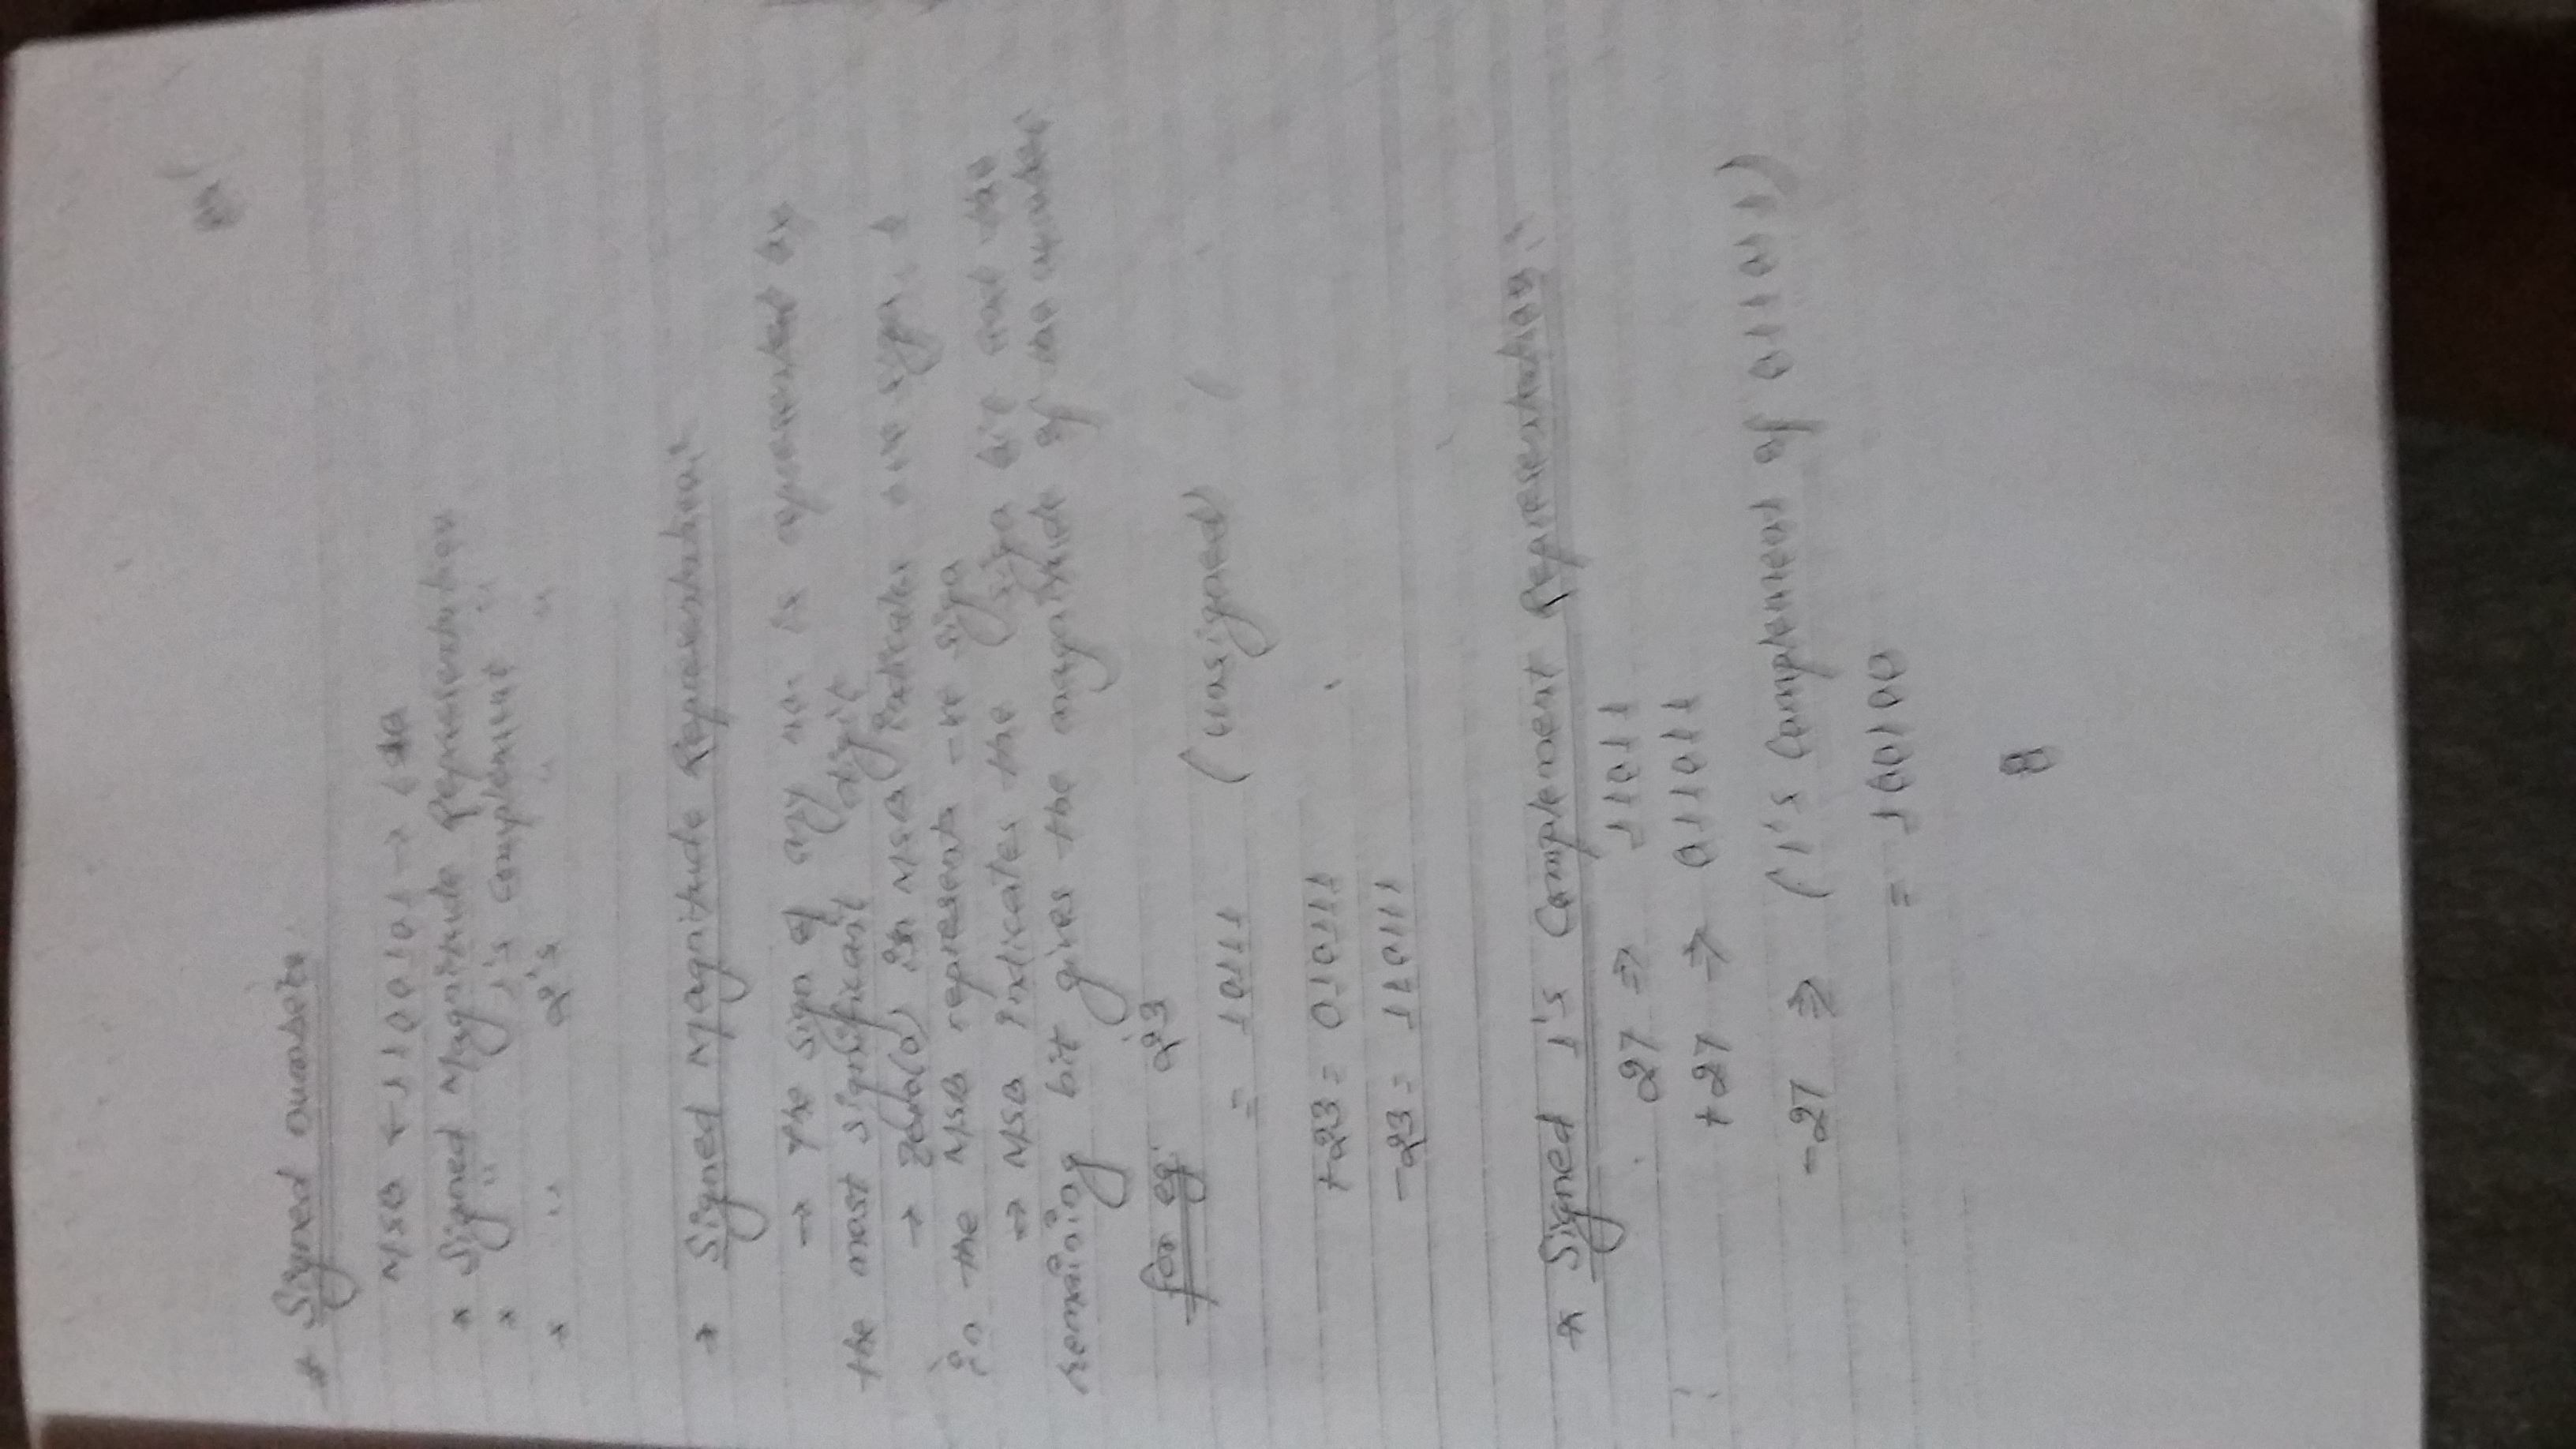 * Signed numbers
MSB ← 1100101 → LSB
* Signed Magnitude Representation
* " 1's Complement "
* " 2's " "
* Signed Magnitude Representation:
→ The sign of any no. is represented by
the most significant digit
→ Zero(0) in MSB indicates +ve sign, 1
in the MSB represents -ve sign
→ MSB indicates the sign bit and the
remaining bit gives the magnitude of the number
for eg: 23
= 10111 (unsigned)
+23 = 010111
-23 = 110111
* Signed 1's Complement Representation:
27 ⇒ 11011
+27 ⇒ 011011
-27 ⇒ (1's Complement of 011011)
= 100100
8